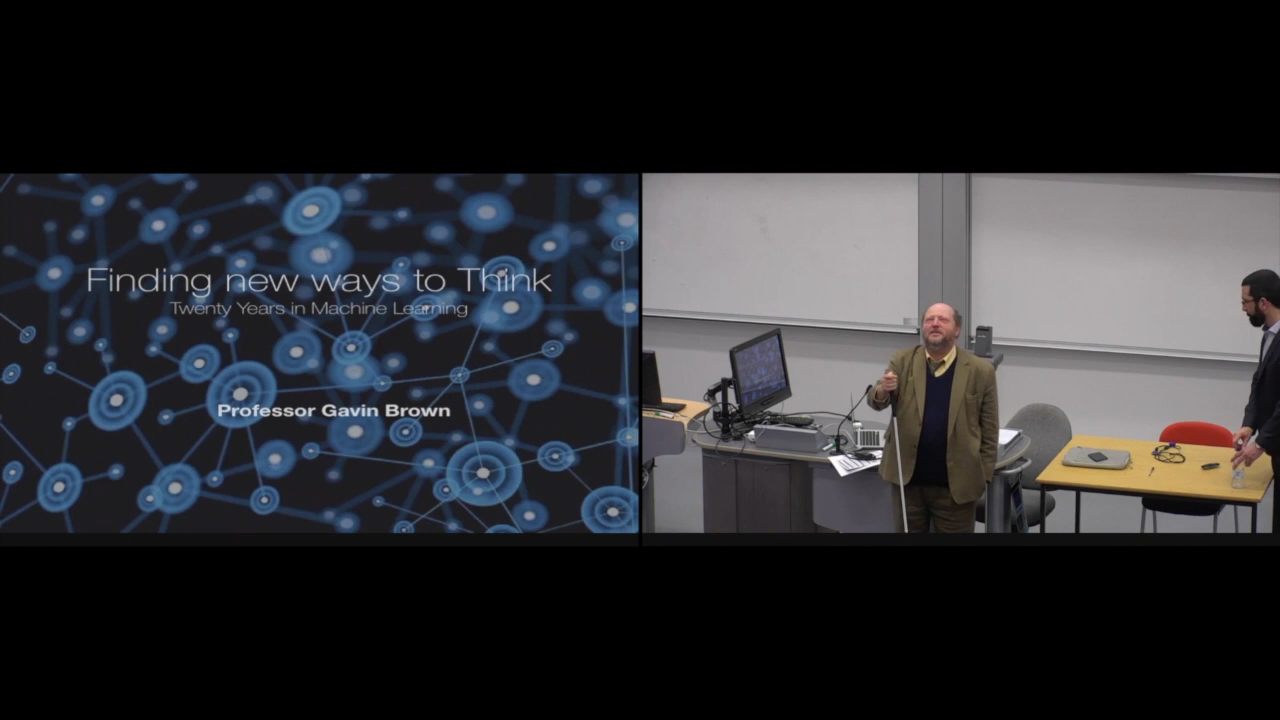 Finding new ways to Think
Twenty Years in Machine Learning
Professor Gavin Brown